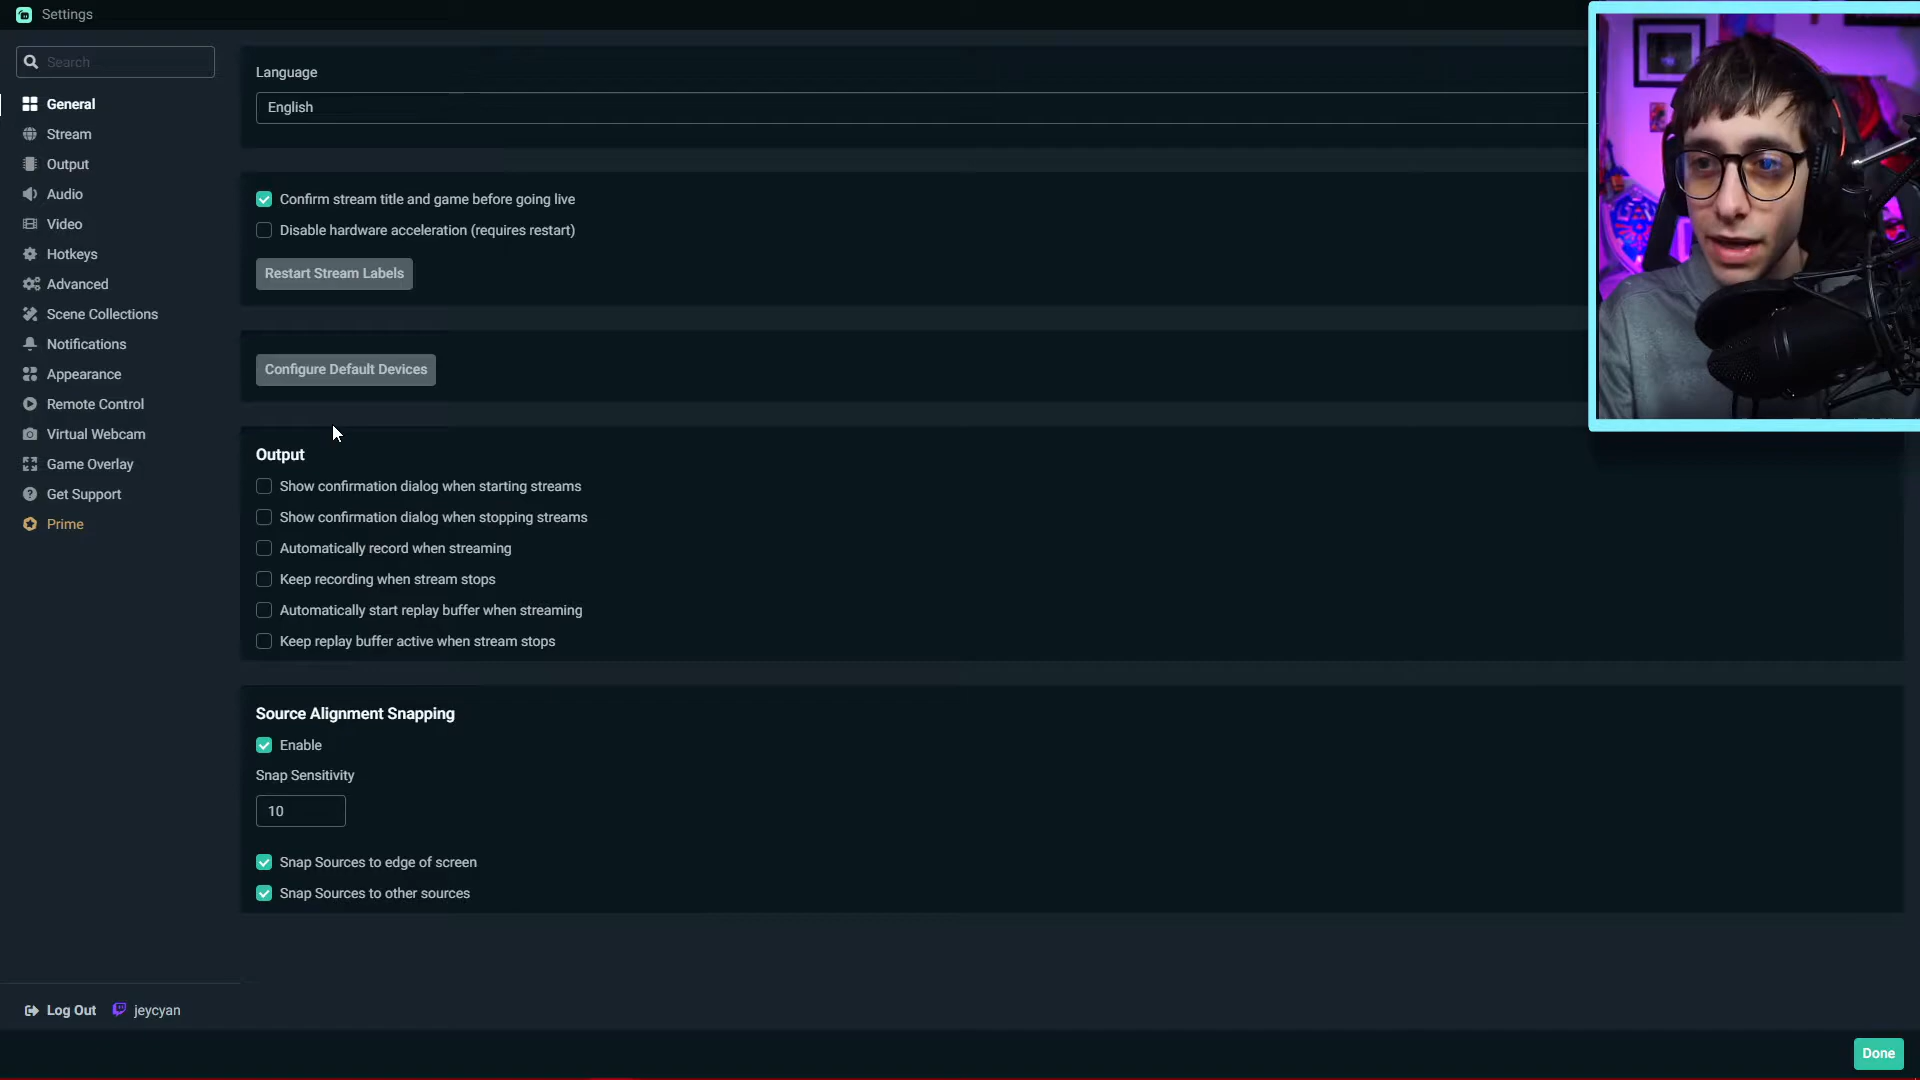 Settings
Search
General
Stream
Output
Audio
Video
Hotkeys
Advanced
Scene Collections
Notifications
Appearance
Remote Control
Virtual Webcam
Game Overlay
Get Support
Prime
Log Out jeycyan
Language
English
Confirm stream title and game before going live
Disable hardware acceleration (requires restart)
Restart Stream Labels
Configure Default Devices
Output
Show confirmation dialog when starting streams
Show confirmation dialog when stopping streams
Automatically record when streaming
Keep recording when stream stops
Automatically start replay buffer when streaming
Keep replay buffer active when stream stops
Source Alignment Snapping
Enable
Snap Sensitivity
10
Snap Sources to edge of screen
Snap Sources to other sources
Done